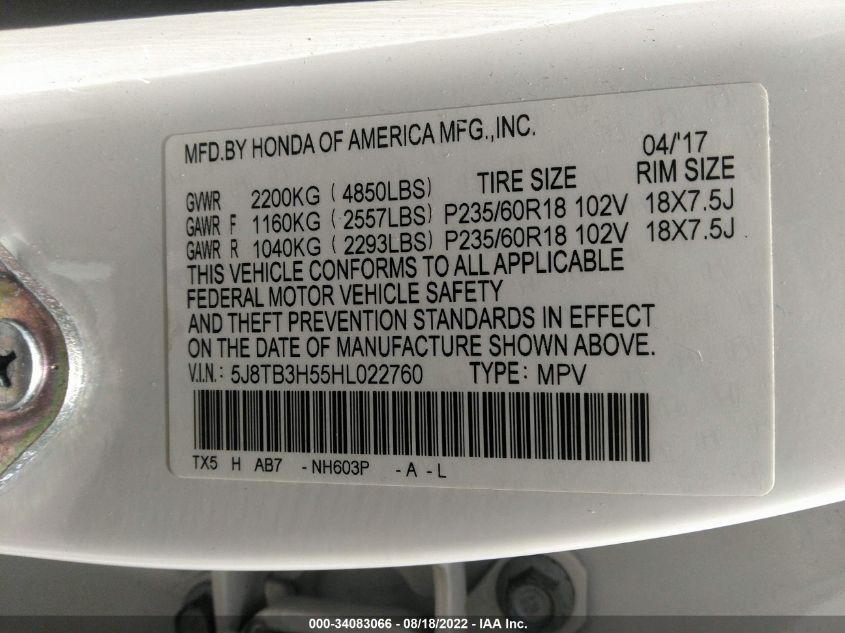 MFD.BY HONDA OF AMERICA MFG.,INC.
04/'17
TIRE SIZE RIM SIZE
GVWR 2200KG ( 4850LBS)
GAWR F 1160KG ( 2557LBS) P235/60R18 102V 18X7.5J
GAWR R 1040KG ( 2293LBS) P235/60R18 102V 18X7.5J
THIS VEHICLE CONFORMS TO ALL APPLICABLE
FEDERAL MOTOR VEHICLE SAFETY
AND THEFT PREVENTION STANDARDS IN EFFECT
ON THE DATE OF MANUFACTURE SHOWN ABOVE.
V.I.N.: 5J8TB3H55HL022760 TYPE: MPV
TX5 H AB7 -NH603P -A -L
000-34083066 - 08/18/2022 - IAA Inc.